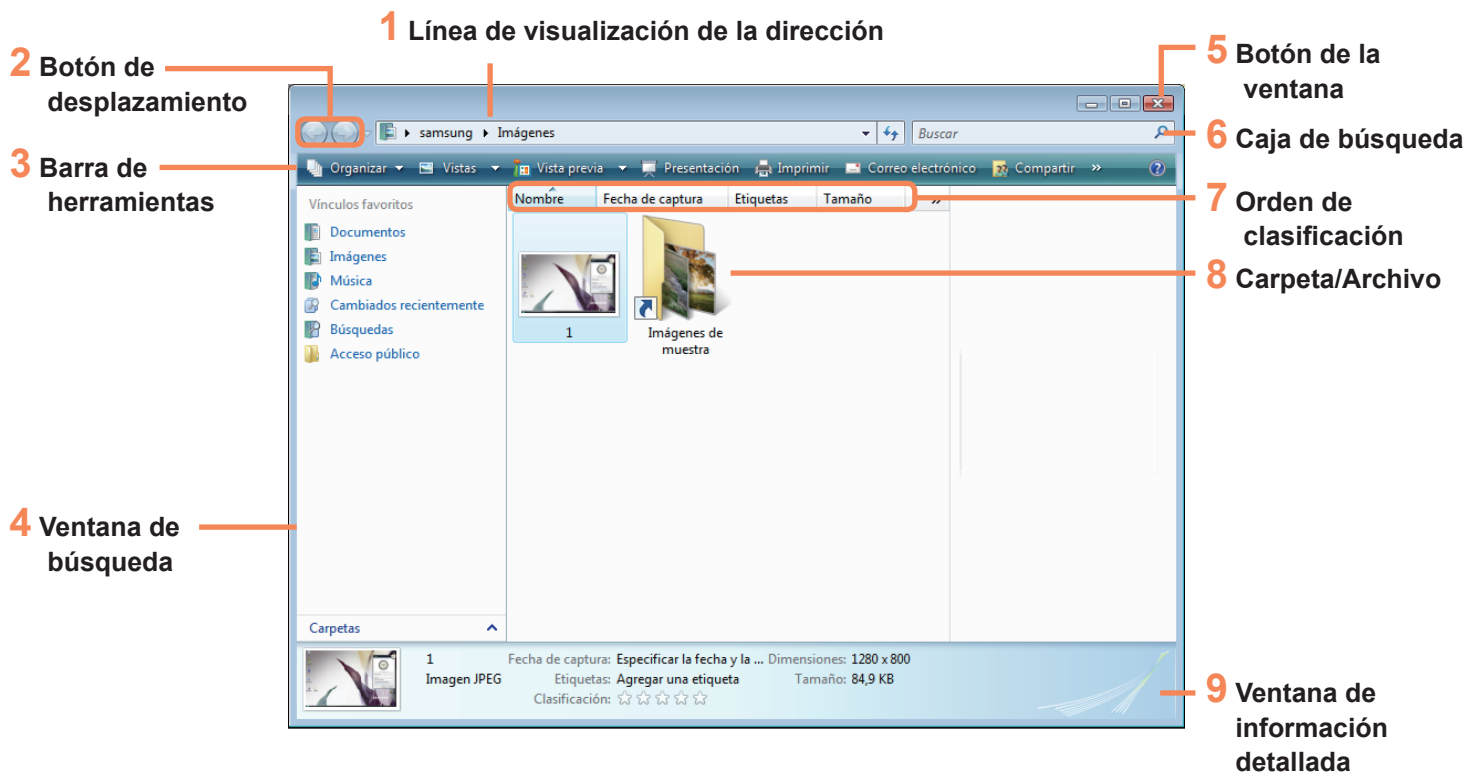 1 Línea de visualización de la dirección
2 Botón de
desplazamiento
3 Barra de
herramientas
4 Ventana de
búsqueda
5 Botón de la
ventana
6 Caja de búsqueda
7 Orden de
clasificación
8 Carpeta/Archivo
9 Ventana de
información
detallada
samsung Imágenes
Buscar
Organizar Vistas Vista previa Presentación Imprimir Correo electrónico Compartir »
Vínculos favoritos
Documentos
Imágenes
Música
Cambiados recientemente
Búsquedas
Acceso público
Carpetas
Nombre Fecha de captura Etiquetas Tamaño »
1
Imágenes de
muestra
1
Imagen JPEG
Fecha de captura: Especificar la fecha y la ... Dimensiones: 1280 x 800
Etiquetas: Agregar una etiqueta Tamaño: 84,9 KB
Clasificación: